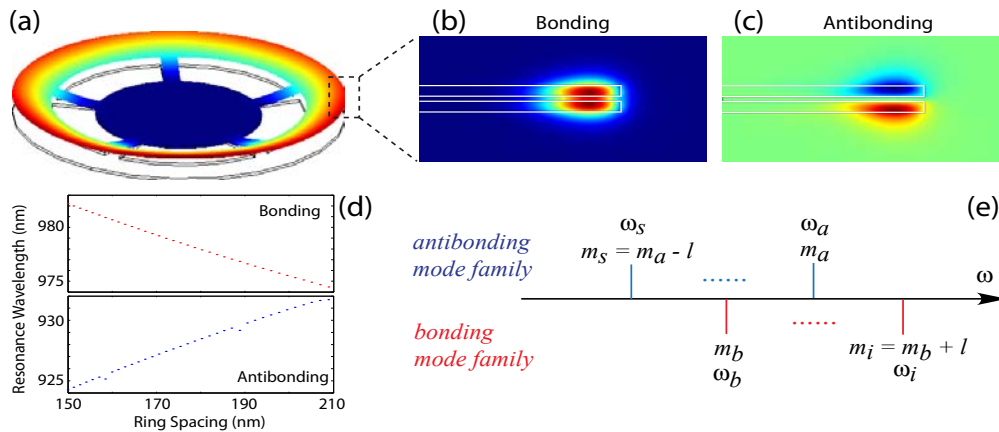 (a)
(b)
Bonding
(c)
Antibonding
(d)
Resonance Wavelength (nm)
980
975
Bonding
932
925
Antibonding
150
170
190
210
Ring Spacing (nm)
(e)
antibonding
mode family
ωs
ms = ma - l
ωa
ma
ω
bonding
mode family
mb
ωb
mi = mb + l
ωi